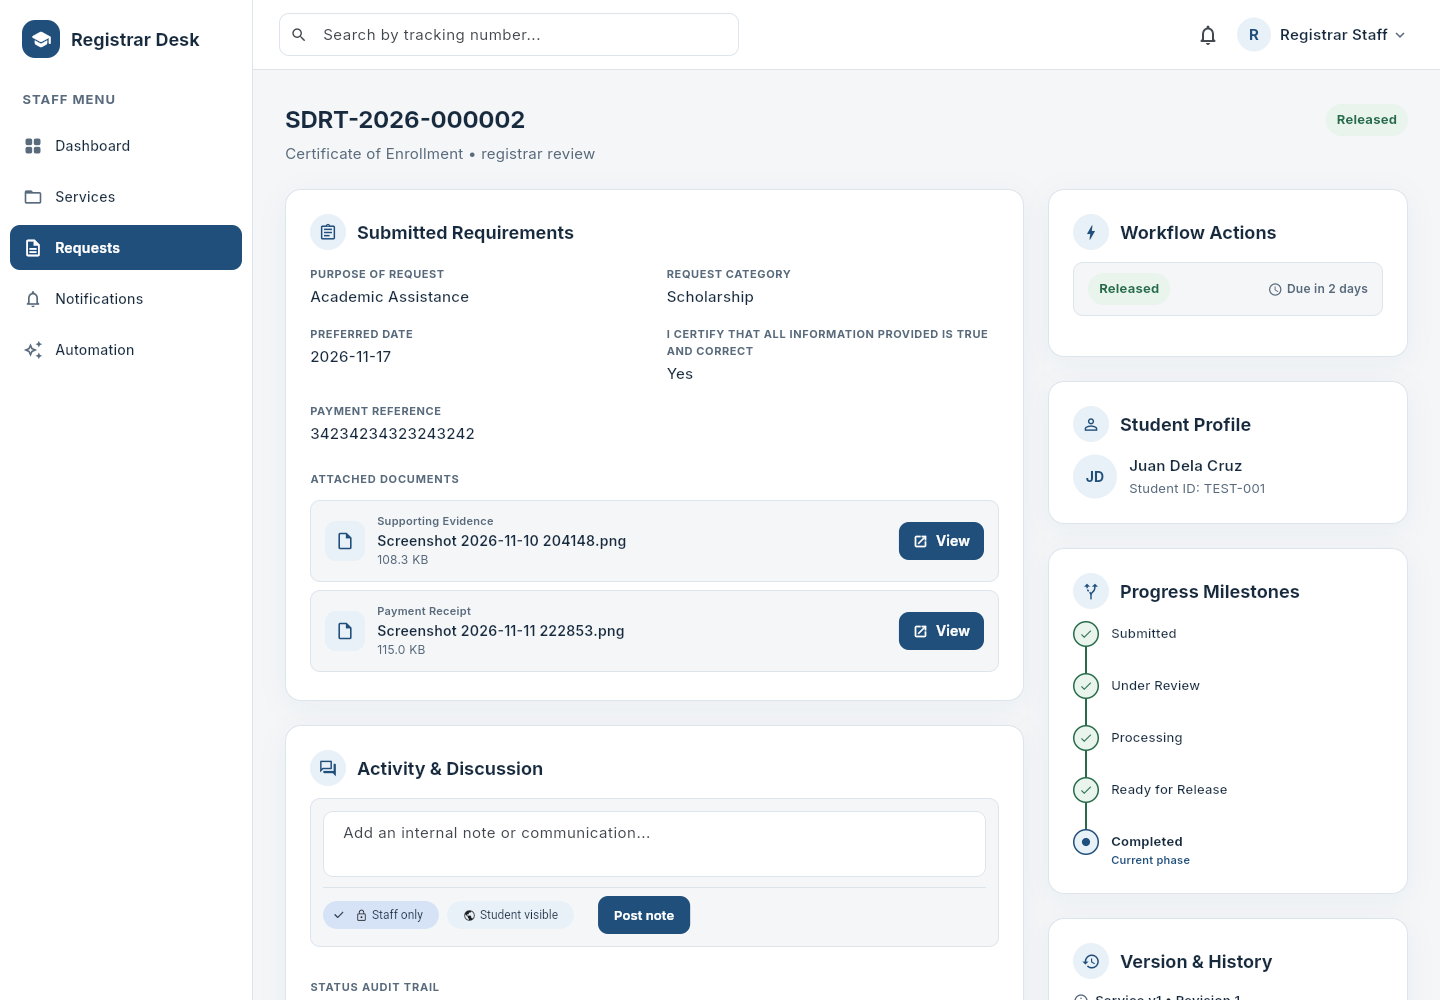 Registrar Desk
STAFF MENU
Dashboard
Services
Requests
Notifications
Automation
Search by tracking number...
R
Registrar Staff
SDRT-2026-000002
Certificate of Enrollment • registrar review
Released
Submitted Requirements
PURPOSE OF REQUEST
Academic Assistance
REQUEST CATEGORY
Scholarship
PREFERRED DATE
2026-11-17
I CERTIFY THAT ALL INFORMATION PROVIDED IS TRUE
AND CORRECT
Yes
PAYMENT REFERENCE
34234234323243242
ATTACHED DOCUMENTS
Supporting Evidence
Screenshot 2026-11-10 204148.png
108.3 KB
View
Payment Receipt
Screenshot 2026-11-11 222853.png
115.0 KB
View
Activity & Discussion
Add an internal note or communication...
Staff only
Student visible
Post note
STATUS AUDIT TRAIL
Workflow Actions
Released
Due in 2 days
Student Profile
JD
Juan Dela Cruz
Student ID: TEST-001
Progress Milestones
Submitted
Under Review
Processing
Ready for Release
Completed
Current phase
Version & History
Service v1 • Revision 1